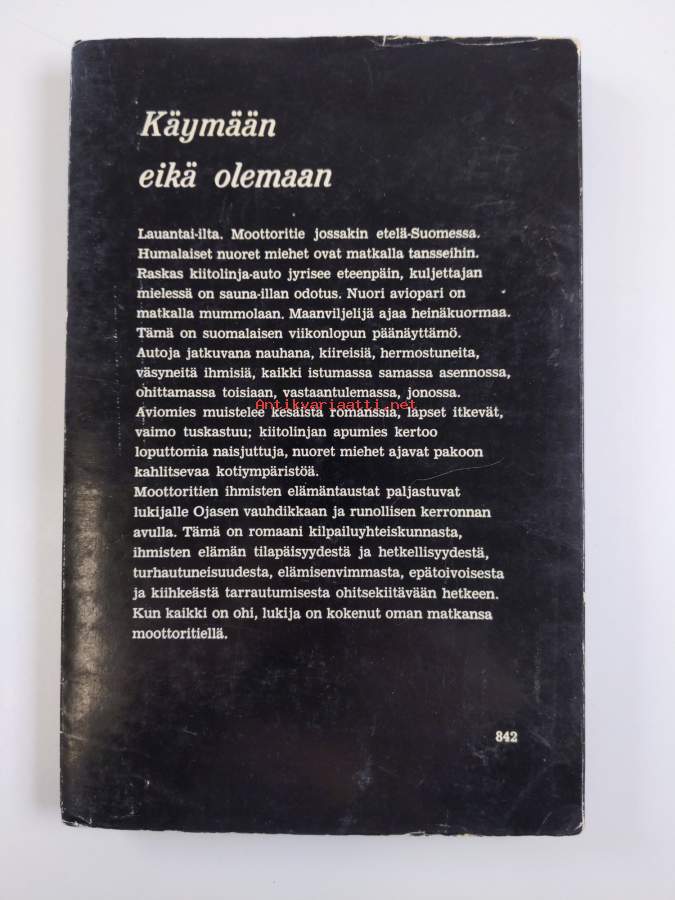 Käymään
eikä olemaan
Lauantai-ilta. Moottoritie jossakin etelä-Suomessa.
Humalaiset nuoret miehet ovat matkalla tansseihin.
Raskas kiitolinja-auto jyrisee eteenpäin, kuljettajan
mielessä on sauna-illan odotus. Nuori aviopari on
matkalla mummolaan. Maanviljelijä ajaa heinäkuormaa.
Tämä on suomalaisen viikonlopun päänäyttämö.
Autoja jatkuvana nauhana, kiireisiä, hermostuneita,
väsyneitä ihmisiä, kaikki istumassa samassa asennossa,
ohittamassa toisiaan, vastaantulemassa, jonossa.
Antikvariaatti.net
Aviomies muistelee kesäistä romanssia, lapset itkevät,
vaimo tuskastuu; kiitolinjan apumies kertoo
loputtomia naisjuttuja, nuoret miehet ajavat pakoon
kahlitsevaa kotiympäristöä.
Moottoritien ihmisten elämäntaustat paljastuvat
lukijalle Ojasen vauhdikkaan ja runollisen kerronnan
avulla. Tämä on romaani kilpailuyhteiskunnasta,
ihmisten elämän tilapäisyydestä ja hetkellisyydestä,
turhautuneisuudesta, elämisenvimmasta, epätoivoisesta
ja kiihkeästä tarrautumisesta ohitsekiitävään hetkeen.
Kun kaikki on ohi, lukija on kokenut oman matkansa
moottoritiellä.
842